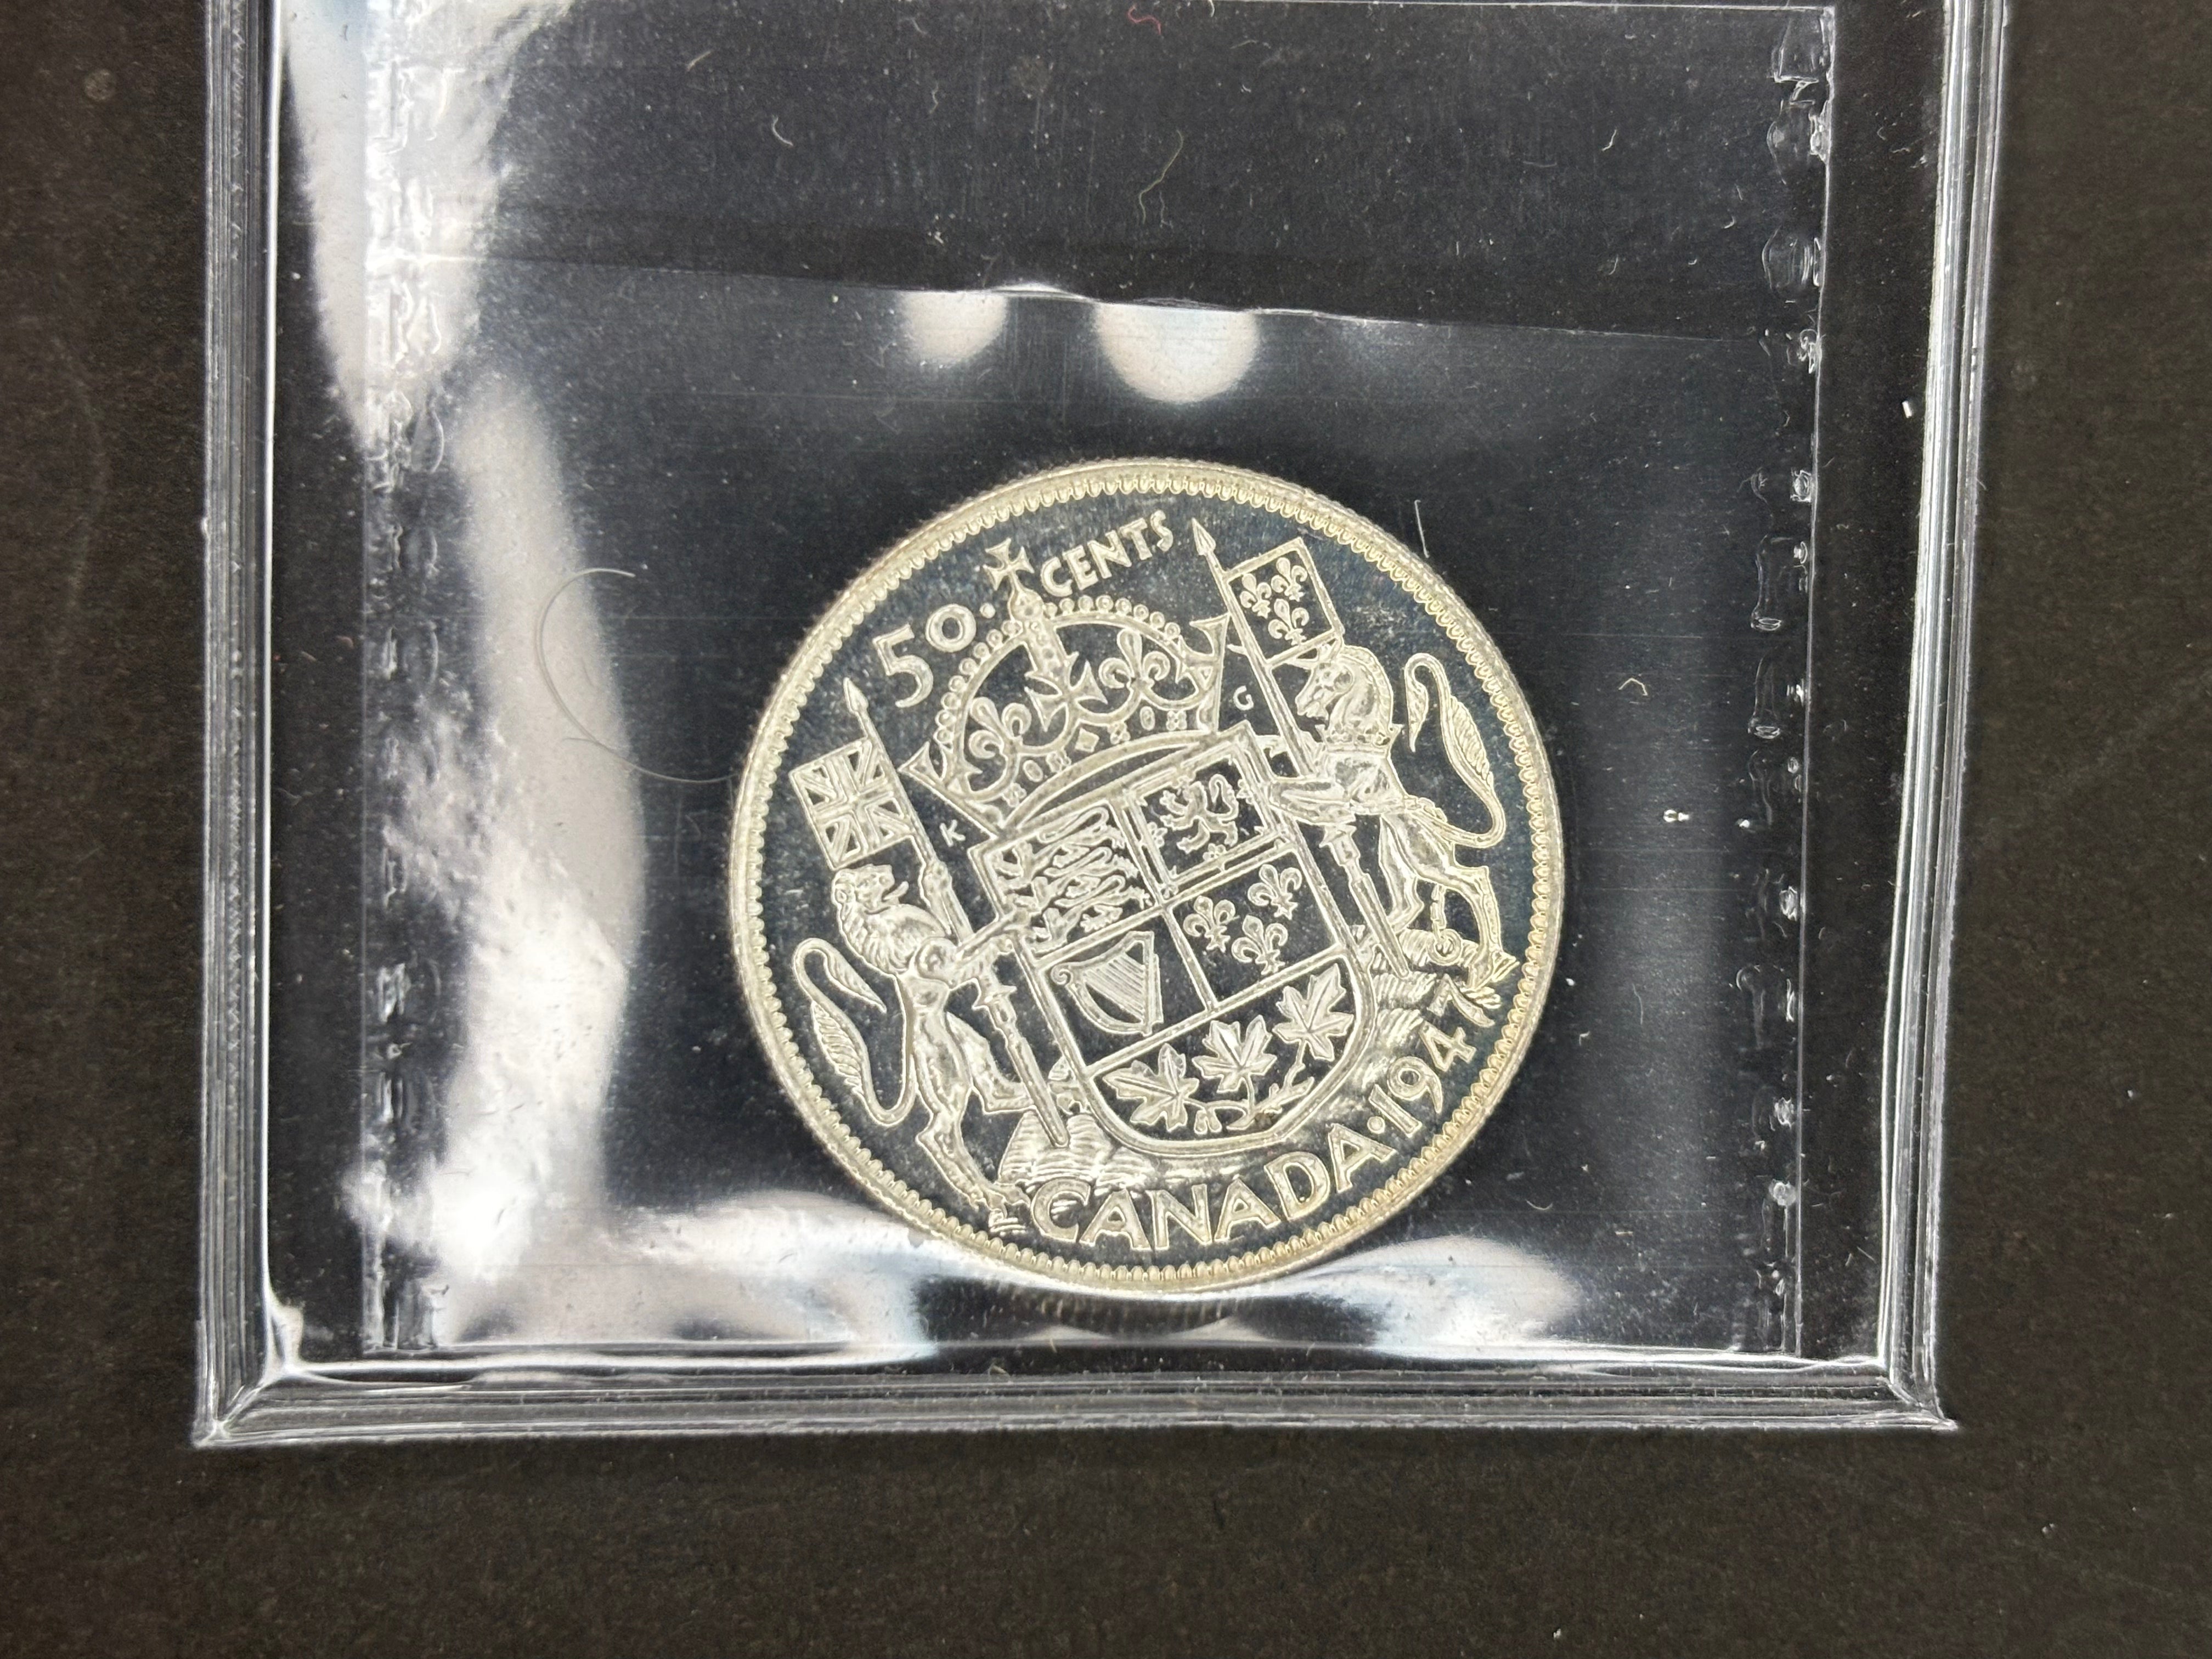 50 · CENTS
K G
CANADA · 1947